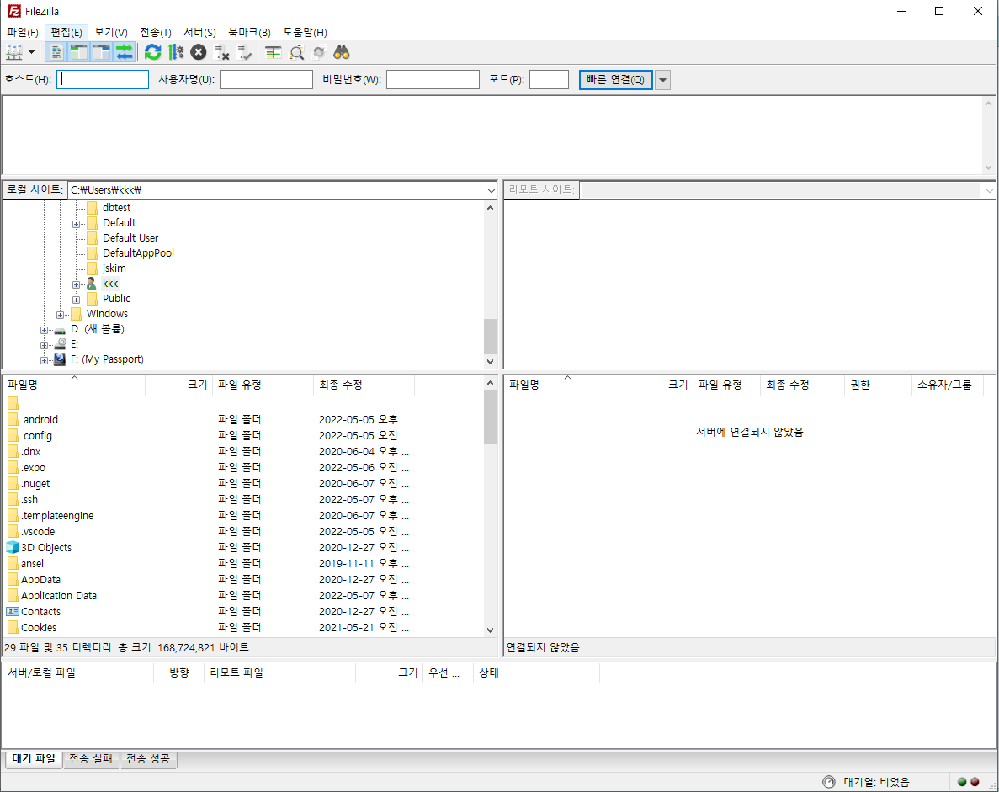 FileZilla
파일(F) 편집(E) 보기(V) 전송(T) 서버(S) 북마크(B) 도움말(H)
호스트(H): 사용자명(U): 비밀번호(W): 포트(P): 빠른 연결(Q)
로컬 사이트: C:₩Users₩kkk₩
dbtest
Default
Default User
DefaultAppPool
jskim
kkk
Public
Windows
D: (새 볼륨)
E:
F: (My Passport)
리모트 사이트:
파일명 크기 파일 유형 최종 수정
..
.android 파일 폴더 2022-05-05 오후 ...
.config 파일 폴더 2022-05-05 오전 ...
.dnx 파일 폴더 2020-06-04 오후 ...
.expo 파일 폴더 2022-05-06 오전 ...
.nuget 파일 폴더 2020-06-07 오전 ...
.ssh 파일 폴더 2022-05-07 오후 ...
.templateengine 파일 폴더 2020-06-07 오후 ...
.vscode 파일 폴더 2022-05-05 오전 ...
3D Objects 파일 폴더 2020-12-27 오전 ...
ansel 파일 폴더 2019-11-11 오후 ...
AppData 파일 폴더 2020-12-27 오전 ...
Application Data 파일 폴더 2022-05-07 오후 ...
Contacts 파일 폴더 2020-12-27 오전 ...
Cookies 파일 폴더 2021-05-21 오전 ...
29 파일 및 35 디렉터리. 총 크기: 168,724,821 바이트
파일명 크기 파일 유형 최종 수정 권한 소유자/그룹
서버에 연결되지 않았음
연결되지 않았음.
서버/로컬 파일 방향 리모트 파일 크기 우선 ... 상태
대기 파일 전송 실패 전송 성공
대기열: 비었음